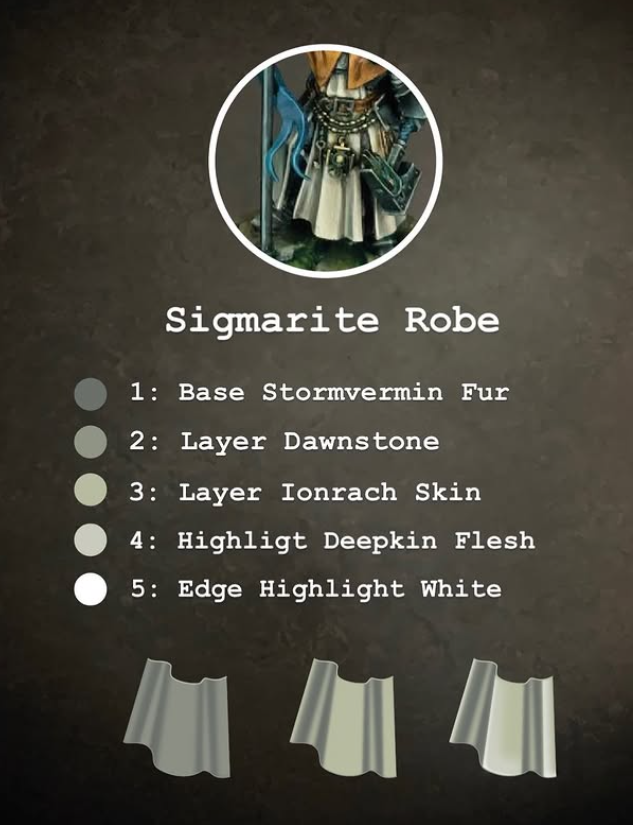 Sigmarite Robe
1: Base Stormvermin Fur
2: Layer Dawnstone
3: Layer Ionrach Skin
4: Highligt Deepkin Flesh
5: Edge Highlight White